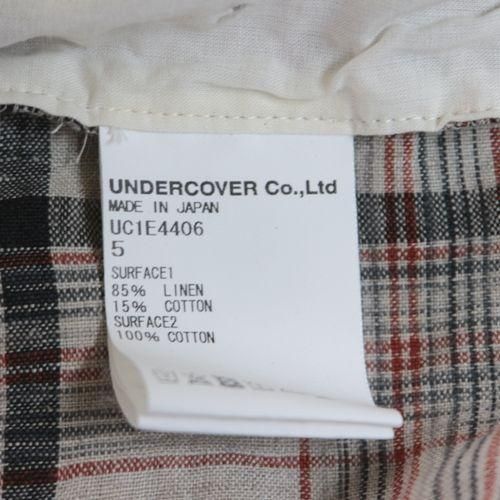 UNDERCOVER Co.,Ltd
MADE IN JAPAN
UC1E4406
5
SURFACE1
85% LINEN
15% COTTON
SURFACE2
100% COTTON